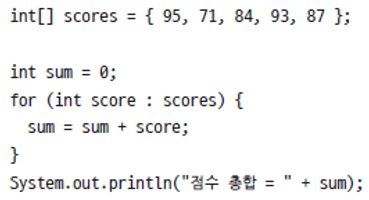 int[] scores = { 95, 71, 84, 93, 87 };
int sum = 0;
for (int score : scores) {
  sum = sum + score;
}
System.out.println("점수 총합 = " + sum);